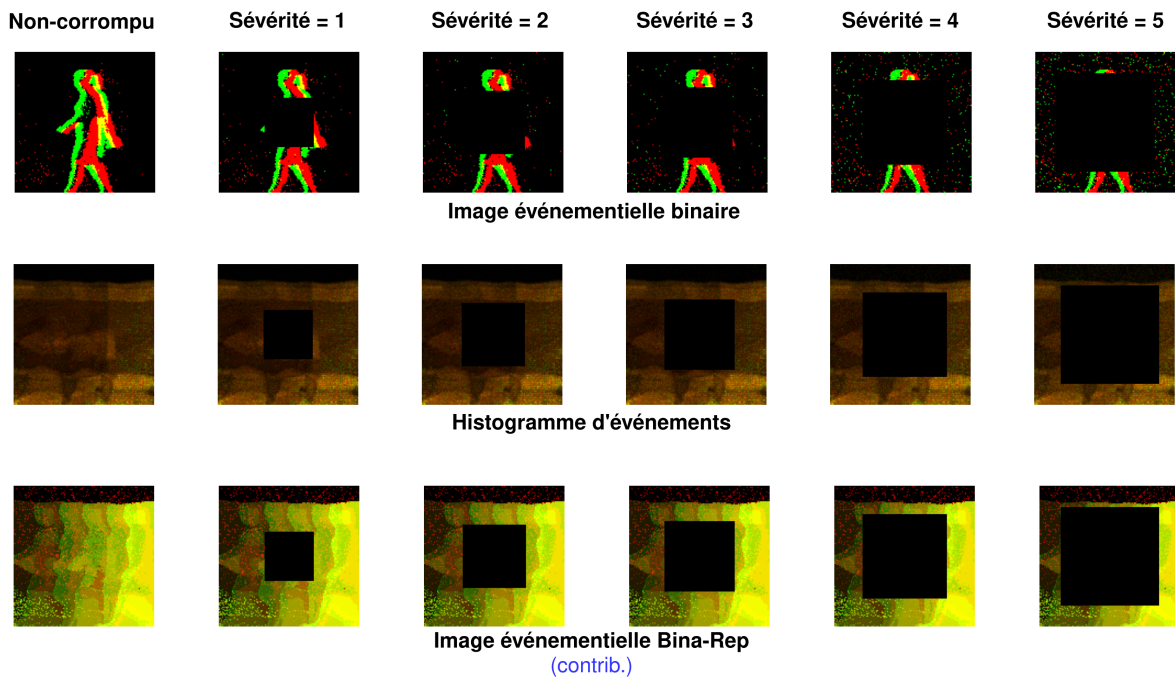 Non-corrompu Sévérité = 1 Sévérité = 2 Sévérité = 3 Sévérité = 4 Sévérité = 5
Image événementielle binaire
Histogramme d'événements
Image événementielle Bina-Rep
(contrib.)